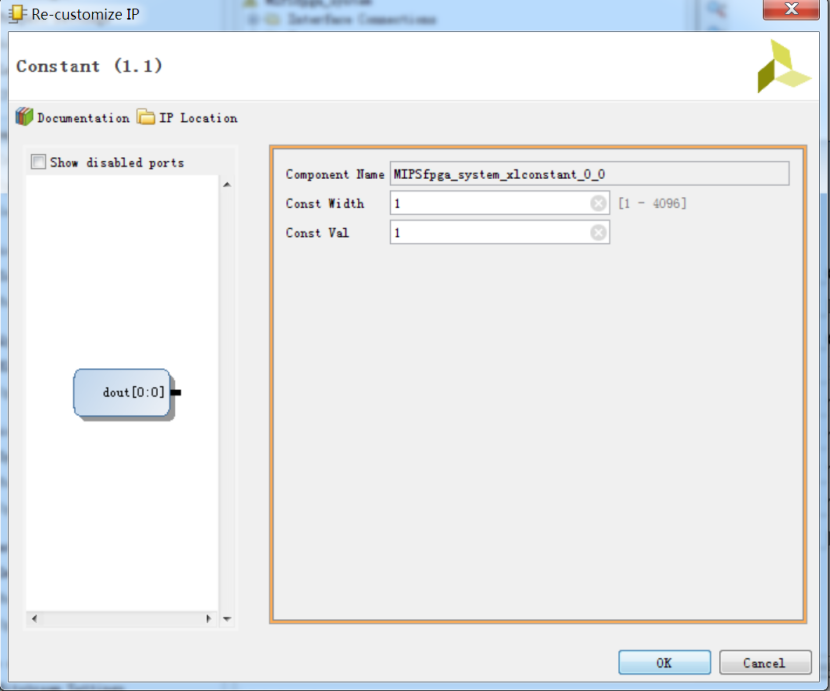 Re-customize IP
Constant (1.1)
Documentation IP Location
Show disabled ports
Component Name MIPSfpga_system_xlconstant_0_0
Const Width 1 [1 - 4096]
Const Val 1
dout[0:0]
OK Cancel